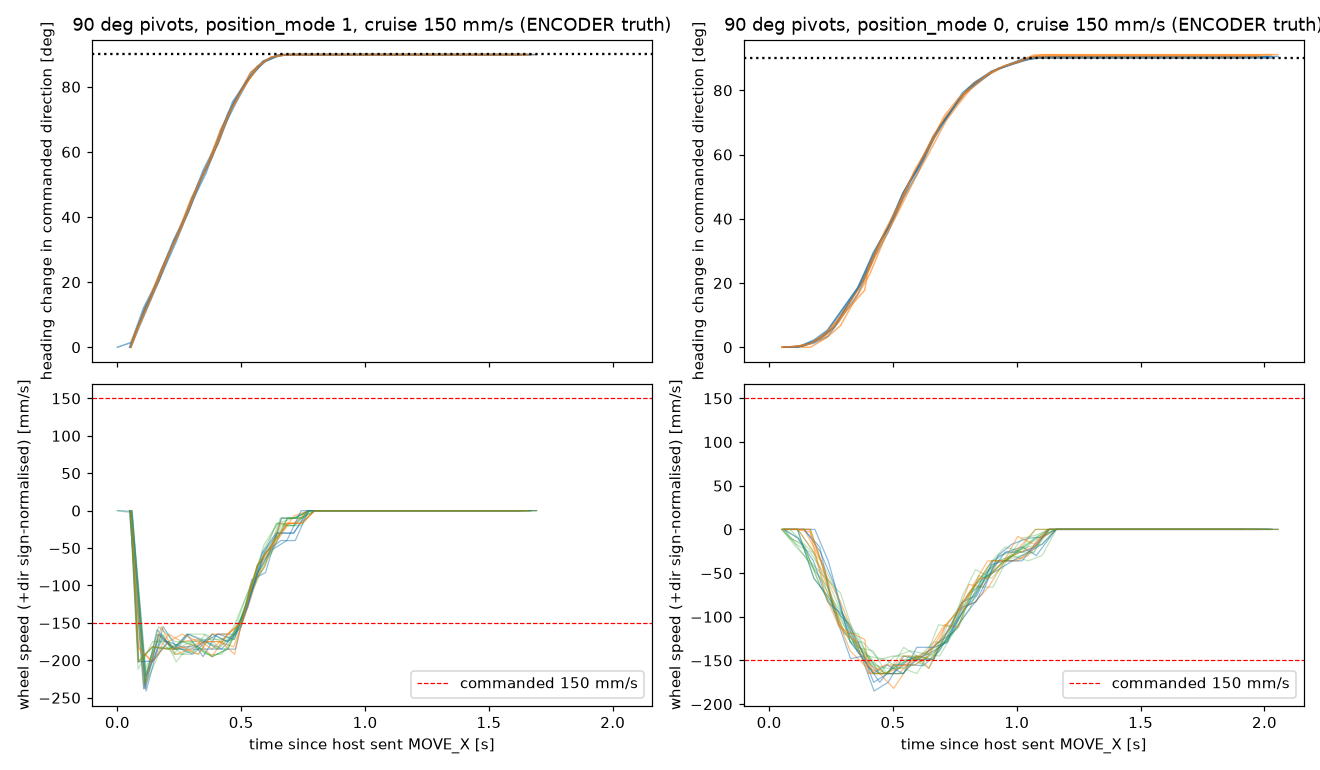 90 deg pivots, position_mode 1, cruise 150 mm/s (ENCODER truth)
90 deg pivots, position_mode 0, cruise 150 mm/s (ENCODER truth)
heading change in commanded direction [deg]
80
60
40
20
0
heading change in commanded direction [deg]
80
60
40
20
0
wheel speed (+dir sign-normalised) [mm/s]
150
100
50
0
−50
−100
−150
−200
−250
commanded 150 mm/s
0.0 0.5 1.0 1.5 2.0
time since host sent MOVE_X [s]
wheel speed (+dir sign-normalised) [mm/s]
150
100
50
0
−50
−100
−150
−200
commanded 150 mm/s
0.0 0.5 1.0 1.5 2.0
time since host sent MOVE_X [s]